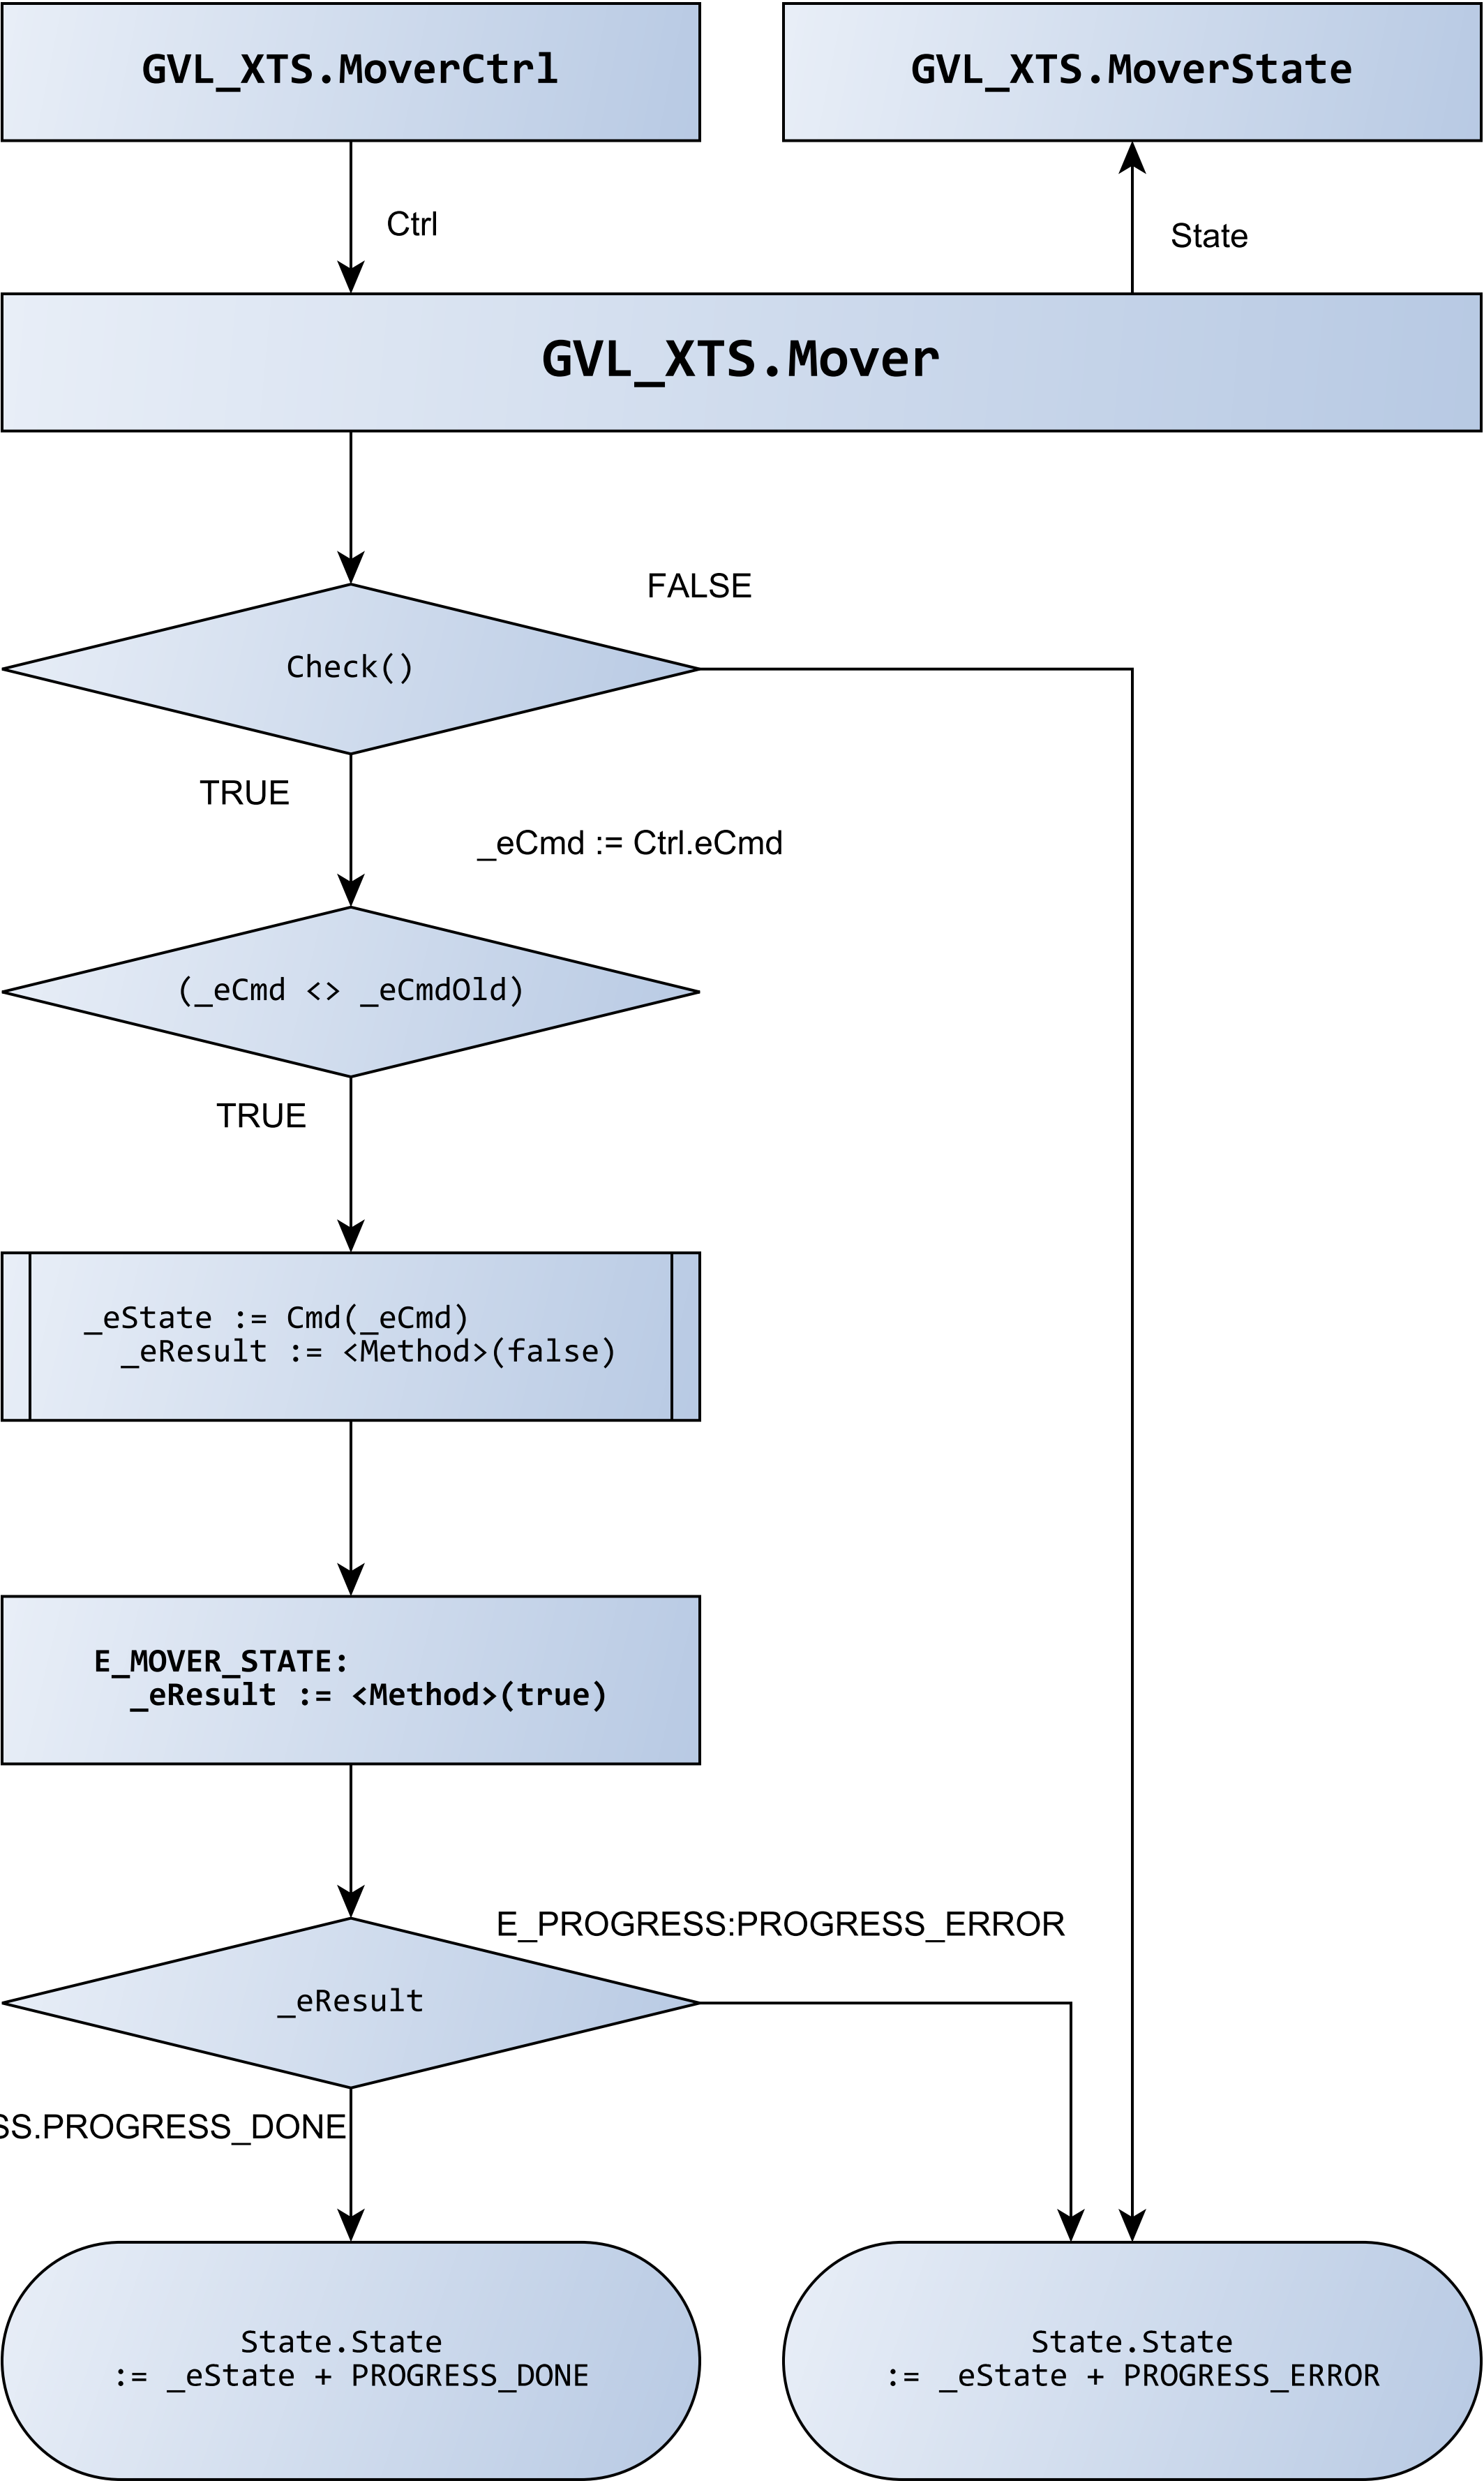 GVL_XTS.MoverCtrl
GVL_XTS.MoverState
Ctrl
State
GVL_XTS.Mover
FALSE
Check()
TRUE
_eCmd := Ctrl.eCmd
(_eCmd <> _eCmdOld)
TRUE
_eState := Cmd(_eCmd)
_eResult := <Method>(false)
E_MOVER_STATE:
_eResult := <Method>(true)
E_PROGRESS:PROGRESS_ERROR
_eResult
SS.PROGRESS_DONE
State.State
:= _eState + PROGRESS_DONE
State.State
:= _eState + PROGRESS_ERROR